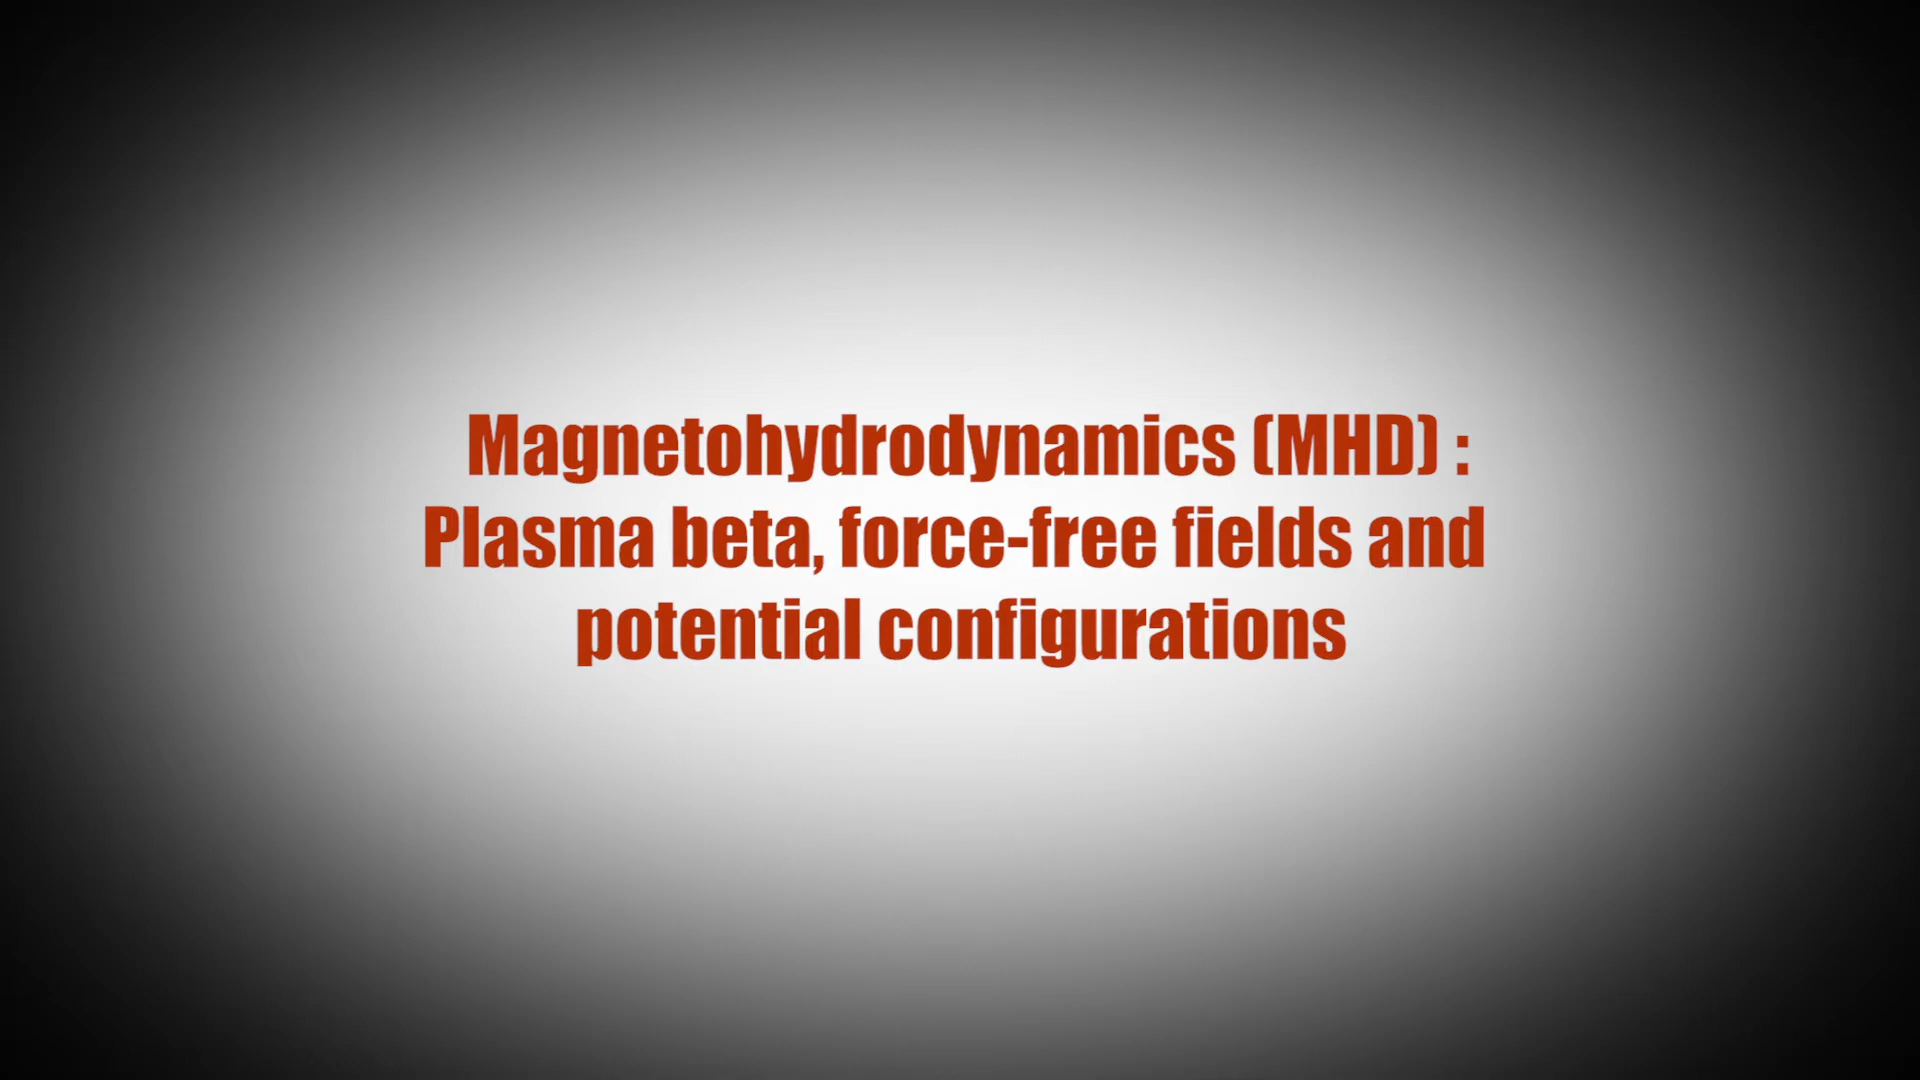 Magnetohydrodynamics (MHD) :
Plasma beta, force-free fields and
potential configurations